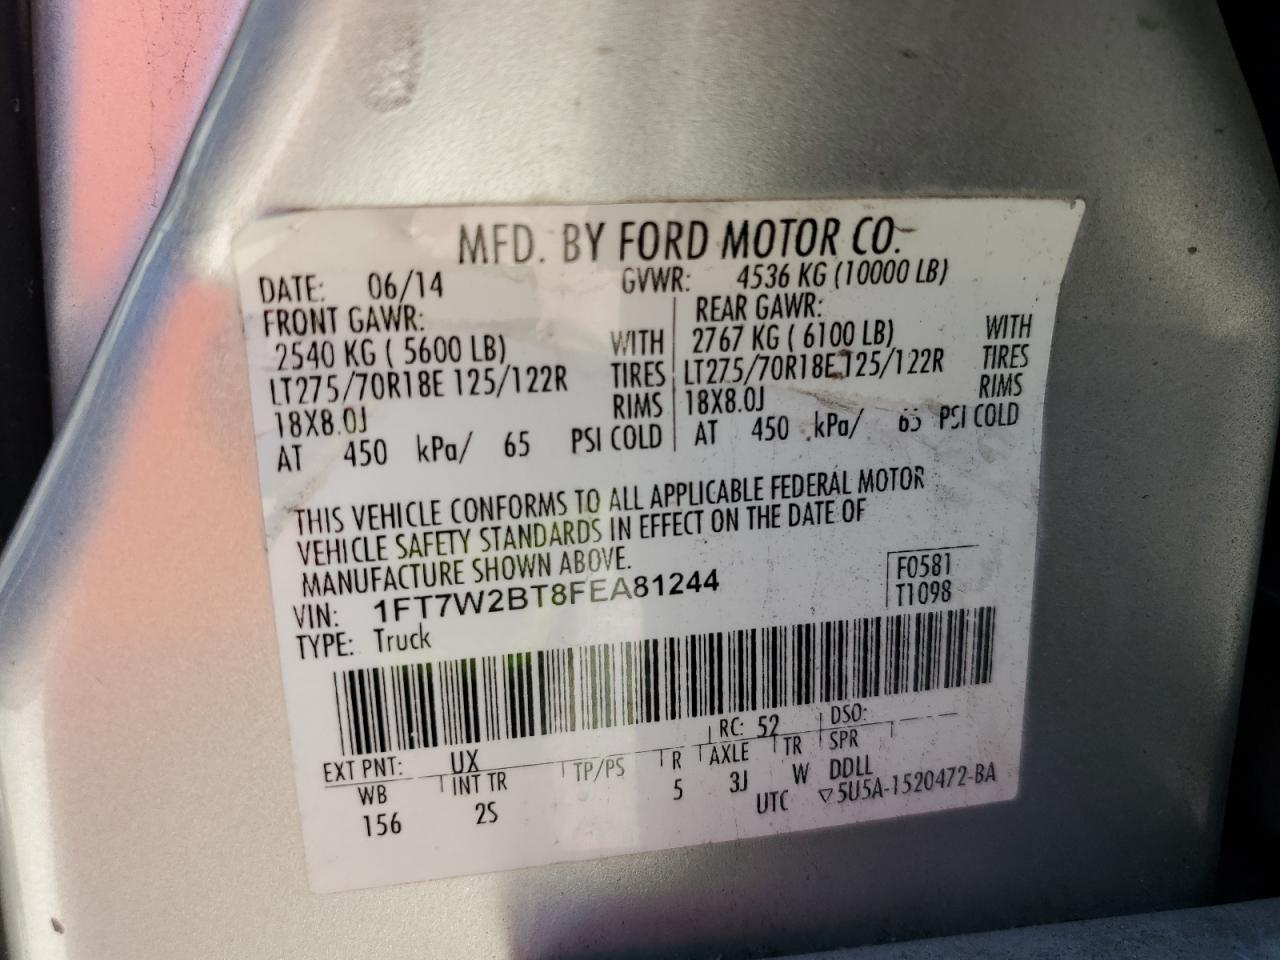 MFD. BY FORD MOTOR CO.
DATE: 06/14 GVWR: 4536 KG (10000 LB)
FRONT GAWR: REAR GAWR:
2540 KG ( 5600 LB) WITH 2767 KG ( 6100 LB) WITH
LT275/70R18E 125/122R TIRES LT275/70R18E 125/122R TIRES
18X8.0J RIMS 18X8.0J RIMS
AT 450 kPa/ 65 PSI COLD AT 450 kPa/ 65 PSI COLD
THIS VEHICLE CONFORMS TO ALL APPLICABLE FEDERAL MOTOR
VEHICLE SAFETY STANDARDS IN EFFECT ON THE DATE OF
MANUFACTURE SHOWN ABOVE.
VIN: 1FT7W2BT8FEA81244 F0581
TYPE: Truck T1098
EXT PNT: UX RC: 52 DSO:
WB INT TR TP/PS R AXLE TR SPR
156 2S 5 3J W DDLL
UTC ▽5U5A-1520472-BA